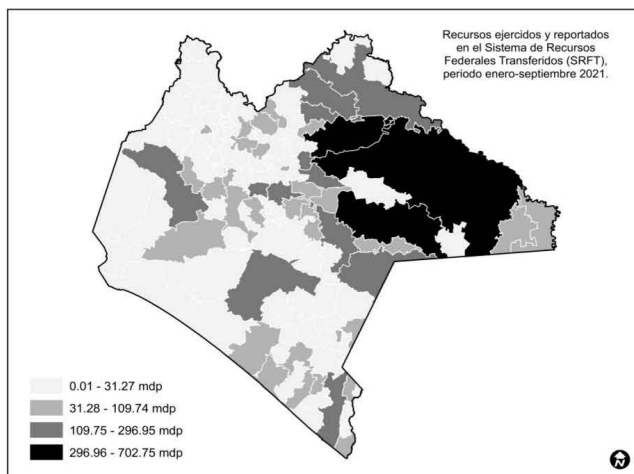 Recursos ejercidos y reportados
en el Sistema de Recursos
Federales Transferidos (SRFT),
periodo enero-septiembre 2021.
0.01 - 31.27 mdp
31.28 - 109.74 mdp
109.75 - 296.95 mdp
296.96 - 702.75 mdp
N